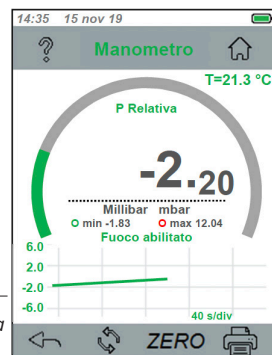 14:35 15 nov 19
Manometro
T=21.3 °C
P Relativa
-2.20
Millibar mbar
min -1.83 max 12.04
Fuoco abilitato
6.0
2.0
-2.0
-6.0
40 s/div
ZERO